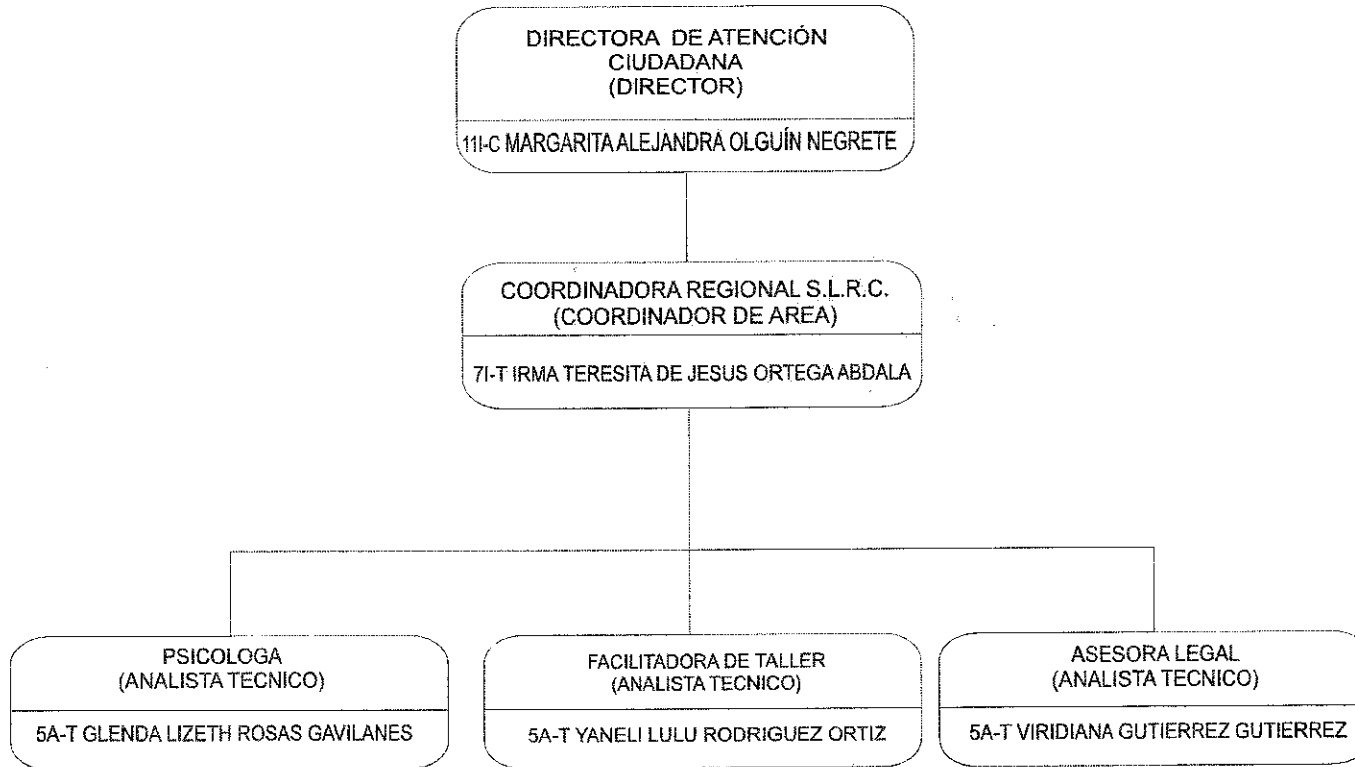 DIRECTORA DE ATENCIÓN
CIUDADANA
(DIRECTOR)
11I-C MARGARITA ALEJANDRA OLGUÍN NEGRETE
COORDINADORA REGIONAL S.L.R.C.
(COORDINADOR DE AREA)
7I-T IRMA TERESITA DE JESUS ORTEGA ABDALA
PSICOLOGA
(ANALISTA TECNICO)
5A-T GLENDA LIZETH ROSAS GAVILANES
FACILITADORA DE TALLER
(ANALISTA TECNICO)
5A-T YANELI LULU RODRIGUEZ ORTIZ
ASESORA LEGAL
(ANALISTA TECNICO)
5A-T VIRIDIANA GUTIERREZ GUTIERREZ